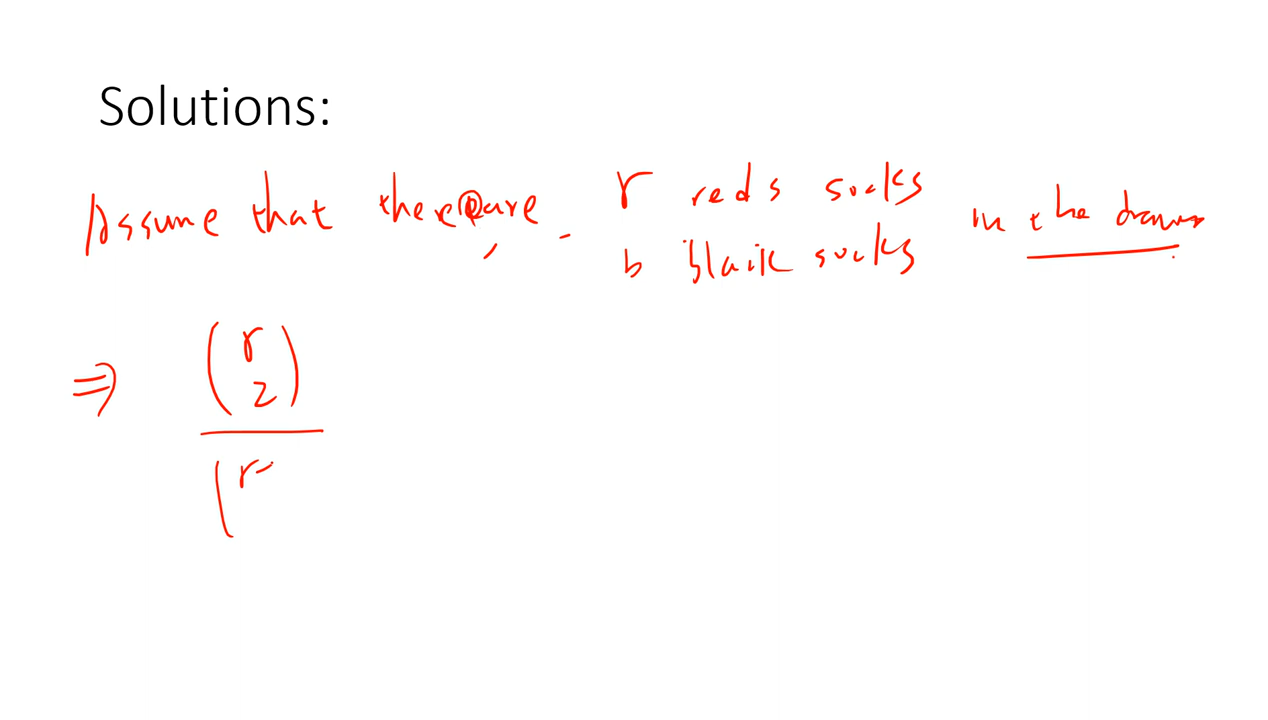 Solutions:
Assume that there are r reds socks in the drawer
b black socks
⇒ (r 2)
(r